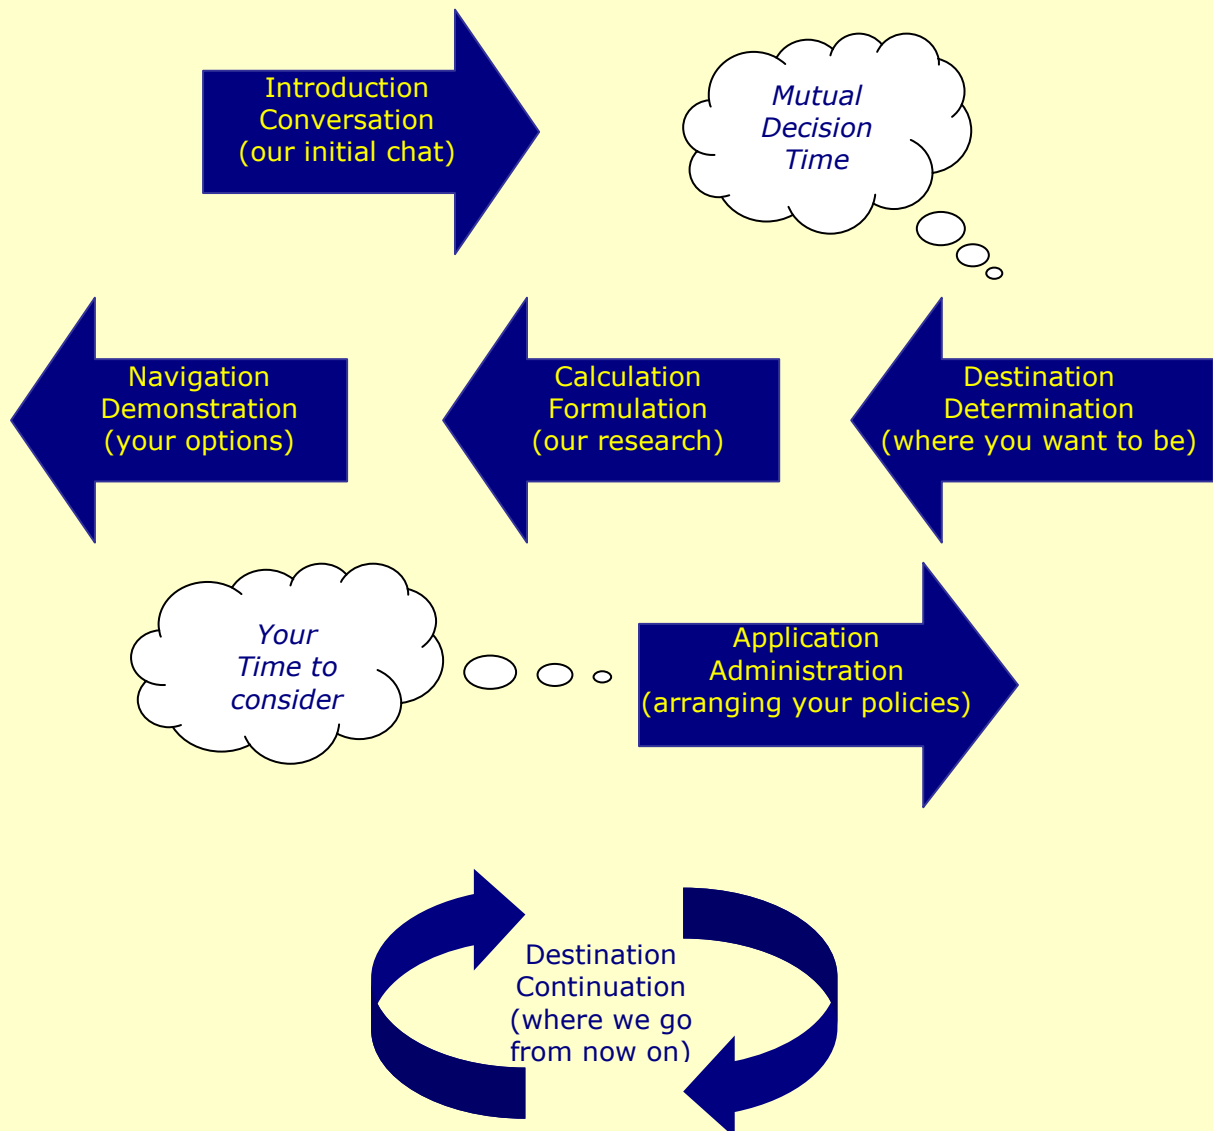 Introduction
Conversation
(our initial chat)
Mutual
Decision
Time
Destination
Determination
(where you want to be)
Calculation
Formulation
(our research)
Navigation
Demonstration
(your options)
Your
Time to
consider
Application
Administration
(arranging your policies)
Destination
Continuation
(where we go
from now on)